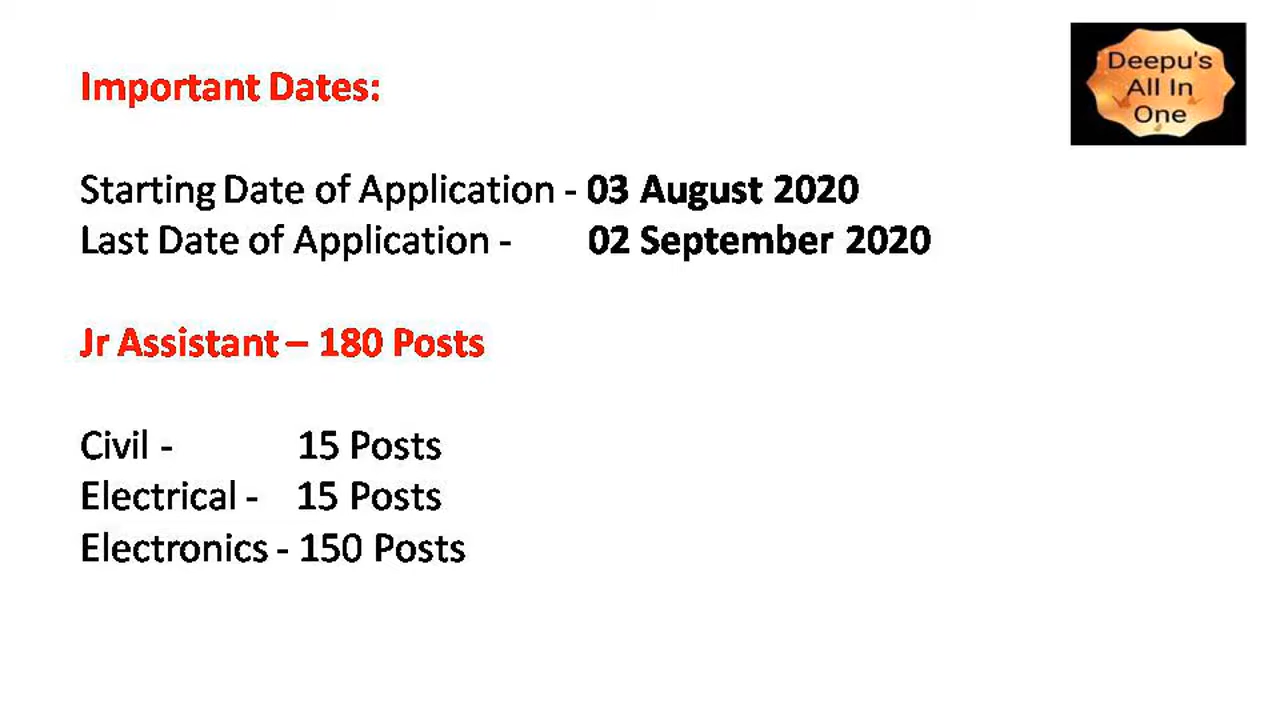 Important Dates:
Deepu's
All In
One
Starting Date of Application - 03 August 2020
Last Date of Application - 02 September 2020
Jr Assistant – 180 Posts
Civil - 15 Posts
Electrical - 15 Posts
Electronics - 150 Posts